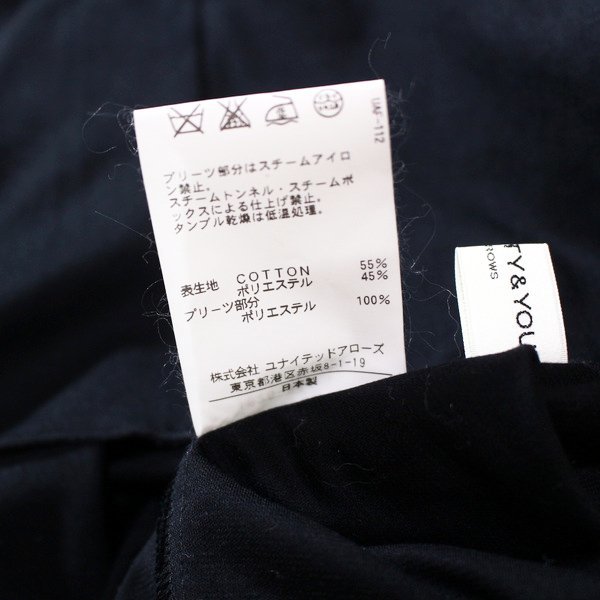 UAF-112
プリーツ部分はスチームアイロ
ン禁止。
スチームトンネル・スチームボ
ックスによる仕上げ禁止。
タンブル乾燥は低温処理。
表生地 COTTON 55%
ポリエステル 45%
プリーツ部分
ポリエステル 100%
株式会社 ユナイテッドアローズ
東京都港区赤坂8-1-19
日本製
TY&YOU
ROWS